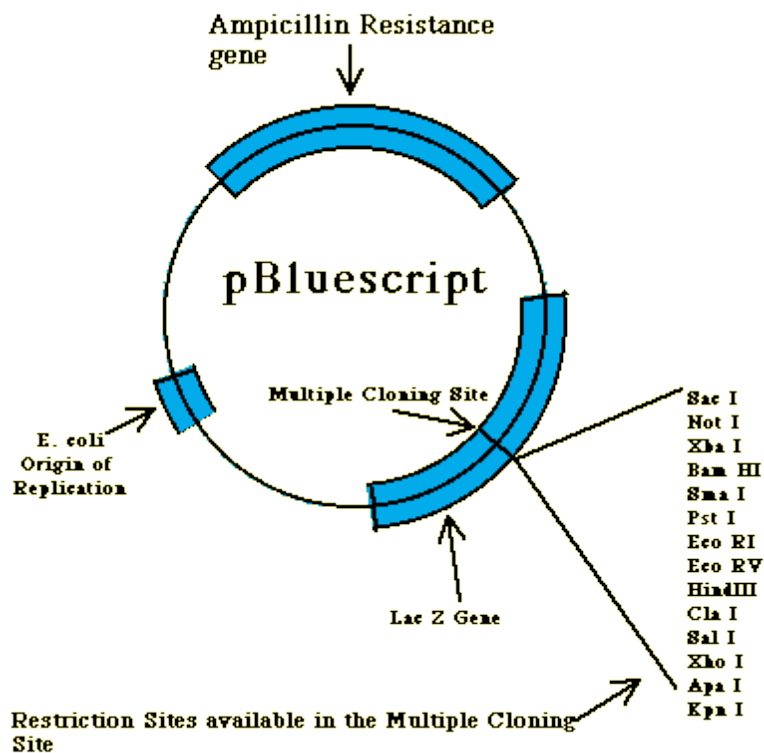 Ampicillin Resistance
gene
pBluescript
Multiple Cloning Site
E. coli
Origin of
Replication
Lac Z Gene
Sac I
Not I
Xba I
Bam HI
Sma I
Pst I
Eco RI
Eco RV
HindIII
Cla I
Sal I
Xho I
Apa I
Kpn I
Restriction Sites available in the Multiple Cloning
Site